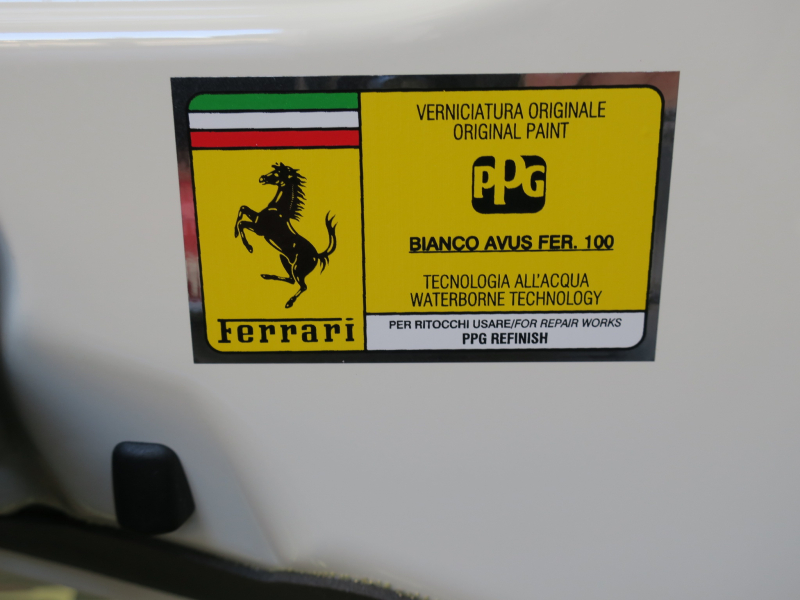 Ferrari
VERNICIATURA ORIGINALE
ORIGINAL PAINT
PPG
BIANCO AVUS FER. 100
TECNOLOGIA ALL'ACQUA
WATERBORNE TECHNOLOGY
PER RITOCCHI USARE/FOR REPAIR WORKS
PPG REFINISH